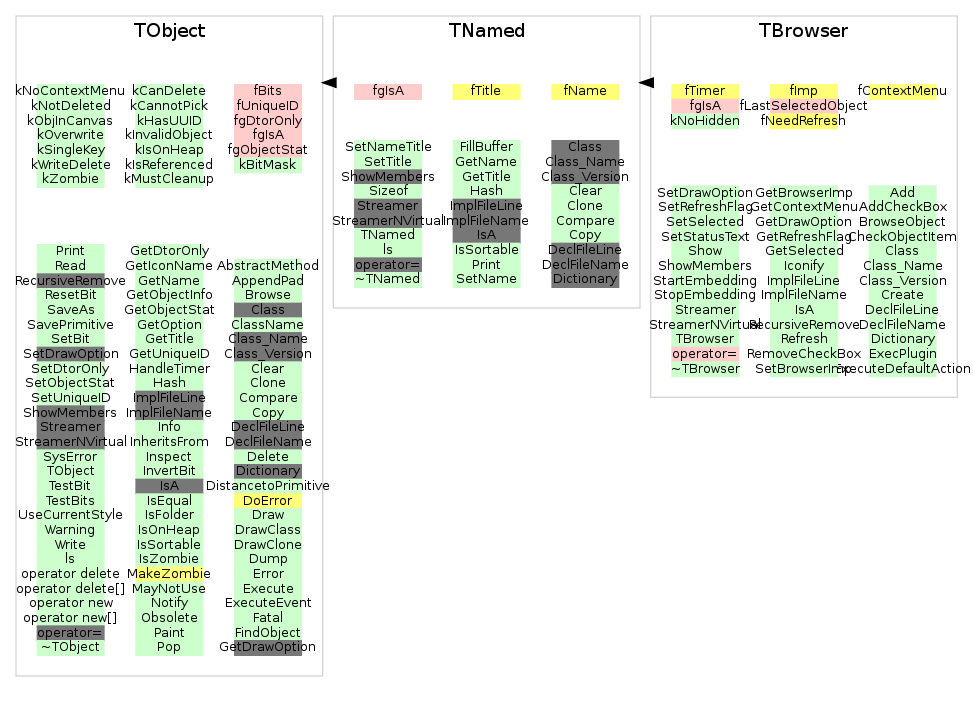 TObject
kNoContextMenu kCanDelete fBits
kNotDeleted kCannotPick fUniqueID
kObjInCanvas kHasUUID fgDtorOnly
kOverwrite kInvalidObject fgIsA
kSingleKey kIsOnHeap fgObjectStat
kWriteDelete kIsReferenced kBitMask
kZombie kMustCleanup
Print GetDtorOnly
Read GetIconName AbstractMethod
RecursiveRemove GetName AppendPad
ResetBit GetObjectInfo Browse
SaveAs GetObjectStat Class
SavePrimitive GetOption ClassName
SetBit GetTitle Class_Name
SetDrawOption GetUniqueID Class_Version
SetDtorOnly HandleTimer Clear
SetObjectStat Hash Clone
SetUniqueID ImplFileLine Compare
ShowMembers ImplFileName Copy
Streamer Info DeclFileLine
StreamerNVirtual InheritsFrom DeclFileName
SysError Inspect Delete
TObject InvertBit Dictionary
TestBit IsA DistancetoPrimitive
TestBits IsEqual DoError
UseCurrentStyle IsFolder Draw
Warning IsOnHeap DrawClass
Write IsSortable DrawClone
ls IsZombie Dump
operator delete MakeZombie Error
operator delete[] MayNotUse Execute
operator new Notify ExecuteEvent
operator new[] Obsolete Fatal
operator= Paint FindObject
~TObject Pop GetDrawOption
TNamed
fgIsA fTitle fName
SetNameTitle FillBuffer Class
SetTitle GetName Class_Name
ShowMembers GetTitle Class_Version
Sizeof Hash Clear
Streamer ImplFileLine Clone
StreamerNVirtual ImplFileName Compare
TNamed IsA Copy
ls IsSortable DeclFileLine
operator= Print DeclFileName
~TNamed SetName Dictionary
TBrowser
fTimer fImp fContextMenu
fgIsA fLastSelectedObject
kNoHidden fNeedRefresh
SetDrawOption GetBrowserImp Add
SetRefreshFlag GetContextMenu AddCheckBox
SetSelected GetDrawOption BrowseObject
SetStatusText GetRefreshFlag CheckObjectItem
Show GetSelected Class
ShowMembers Iconify Class_Name
StartEmbedding ImplFileLine Class_Version
StopEmbedding ImplFileName Create
Streamer IsA DeclFileLine
StreamerNVirtual RecursiveRemove DeclFileName
TBrowser Refresh Dictionary
operator= RemoveCheckBox ExecPlugin
~TBrowser SetBrowserImp ExecuteDefaultAction